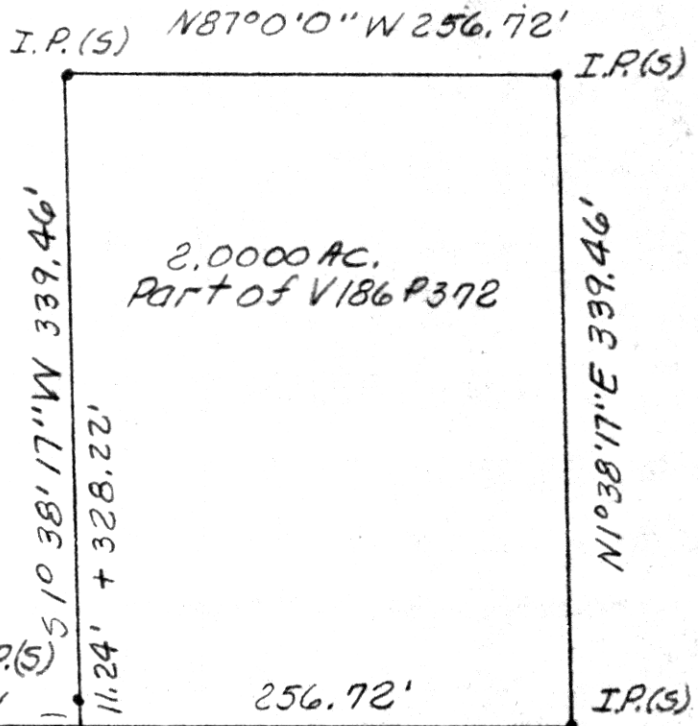 N87°0'0" W 256.72'
I.P.(S)
I.P.(S)
2.0000 AC.
Part of V186 P372
S 1° 38' 17" W 339.46'
11.24' + 328.22'
N1°38'17"E 339.46'
P.(S)
256.72'
I.P.(S)